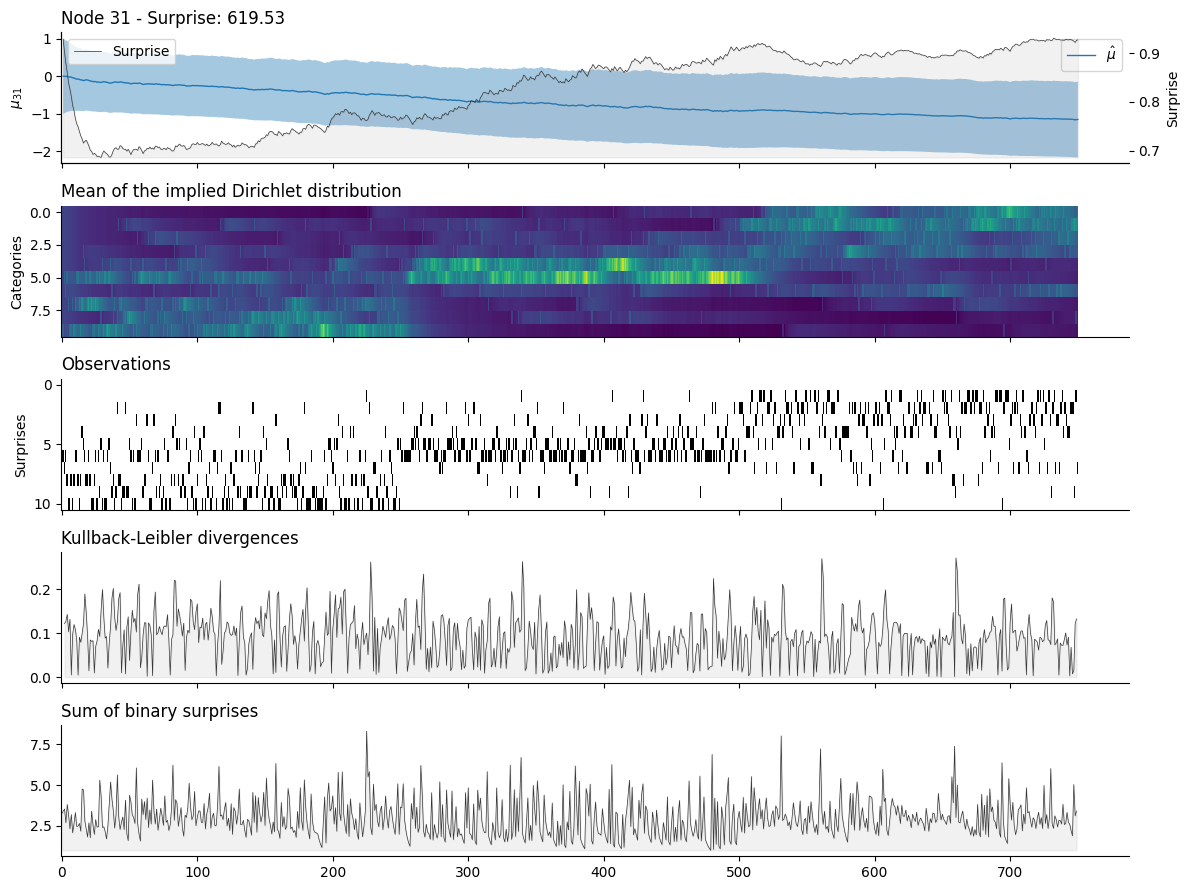 Node 31 - Surprise: 619.53
1
0
−1
−2
μ31
Surprise
μ̂
0.9
0.8
0.7
Surprise
Mean of the implied Dirichlet distribution
0.0
2.5
5.0
7.5
Categories
Observations
0
5
10
Surprises
Kullback-Leibler divergences
0.2
0.1
0.0
Sum of binary surprises
7.5
5.0
2.5
0 100 200 300 400 500 600 700